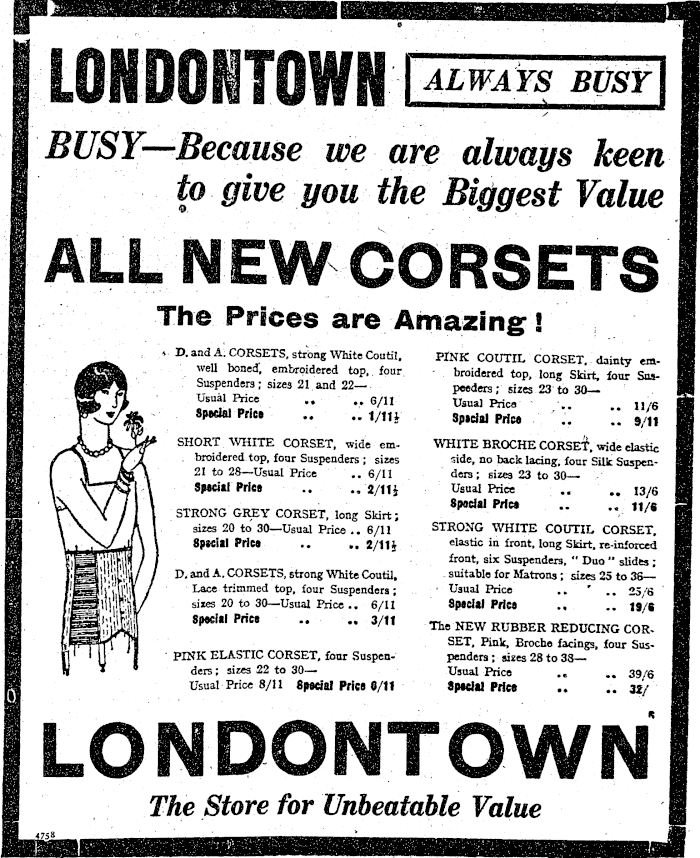 LONDONTOWN
ALWAYS BUSY
BUSY—Because we are always keen
to give you the Biggest Value
ALL NEW CORSETS
The Prices are Amazing!
D. and A. CORSETS, strong White Coutil,
well boned, embroidered top, four
Suspenders; sizes 21 and 22—
Usual Price .. .. 6/11
Special Price .. .. 1/11½
SHORT WHITE CORSET, wide em-
broidered top, four Suspenders; sizes
21 to 28—Usual Price .. 6/11
Special Price .. .. 2/11½
STRONG GREY CORSET, long Skirt;
sizes 20 to 30—Usual Price .. 6/11
Special Price .. .. 2/11½
D. and A. CORSETS, strong White Coutil,
Lace trimmed top, four Suspenders;
sizes 20 to 30—Usual Price .. 6/11
Special Price .. .. 3/11
PINK ELASTIC CORSET, four Suspen-
ders; sizes 22 to 30—
Usual Price 8/11 Special Price 6/11
PINK COUTIL CORSET, dainty em-
broidered top, long Skirt, four Sus-
peeders; sizes 23 to 30—
Usual Price .. .. 11/6
Special Price .. .. 9/11
WHITE BROCHE CORSET, wide elastic
side, no back lacing, four Silk Suspen-
ders; sizes 23 to 30—
Usual Price .. .. 13/6
Special Price .. .. 11/6
STRONG WHITE COUTIL CORSET,
elastic in front, long Skirt, re-inforced
front, six Suspenders, "Duo" slides;
suitable for Matrons; sizes 25 to 36—
Usual Price .. .. 25/6
Special Price .. .. 19/6
The NEW RUBBER REDUCING COR-
SET, Pink, Broche facings, four Sus-
penders; sizes 28 to 38—
Usual Price .. .. 39/6
Special Price .. .. 32/
LONDONTOWN
The Store for Unbeatable Value
4758